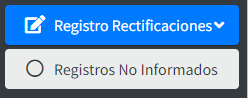 Registro Rectificaciones
Registros No Informados